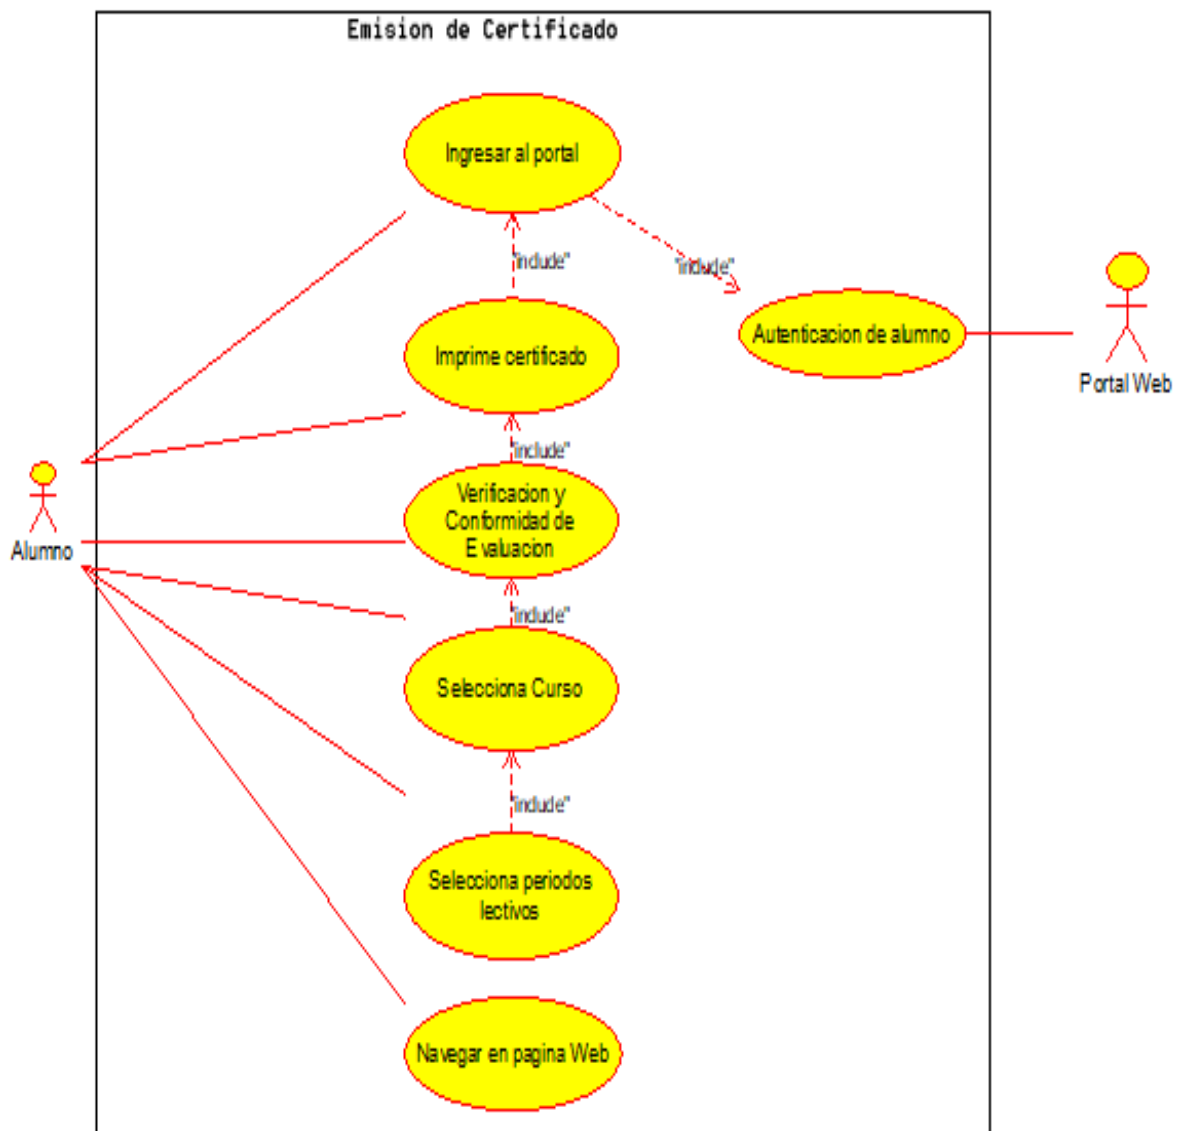 Emision de Certificado
Ingresar al portal
"include"
"include"
Imprime certificado
Autenticacion de alumno
Portal Web
"include"
Alumno
Verificacion y
Conformidad de
Evaluacion
"include"
Selecciona Curso
"include"
Selecciona periodos
lectivos
Navegar en pagina Web